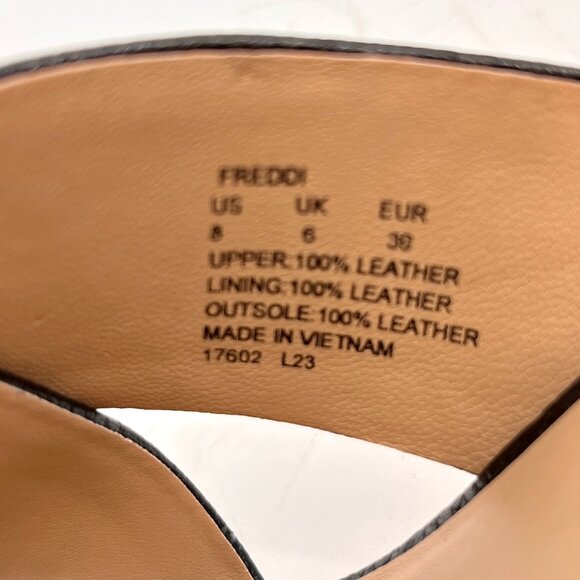 FREDDI
US UK EUR
8 6 39
UPPER:100% LEATHER
LINING:100% LEATHER
OUTSOLE:100% LEATHER
MADE IN VIETNAM
17602 L23